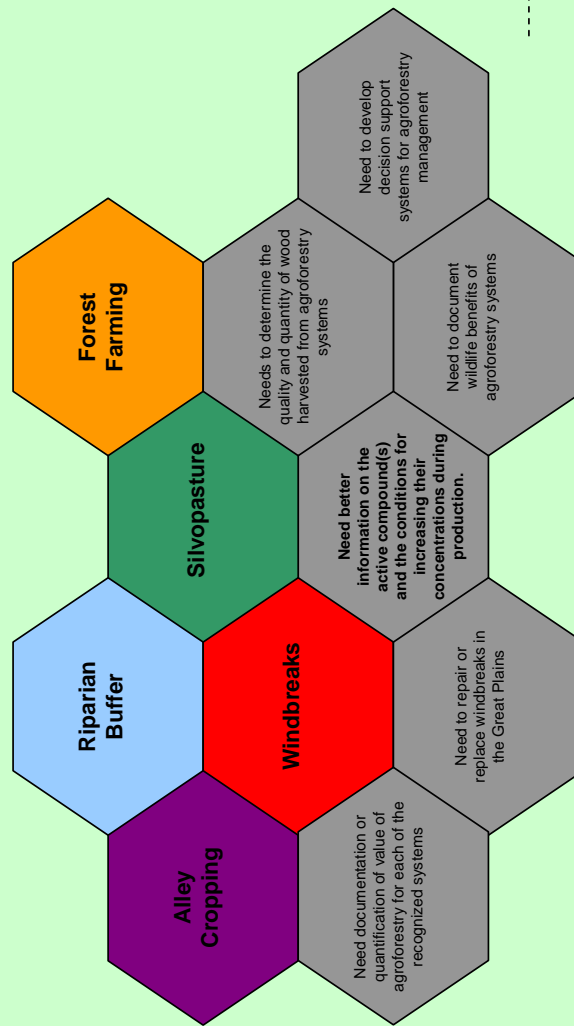 Alley
Cropping
Riparian
Buffer
Windbreaks
Silvopasture
Forest
Farming
Need documentation or
quantification of value of
agroforestry for each of the
recognized systems
Need to repair or
replace windbreaks in
the Great Plains
Need better
information on the
active compound(s)
and the conditions for
increasing their
concentrations during
production.
Needs to determine the
quality and quantity of wood
harvested from agroforestry
systems
Need to document
wildlife benefits of
agroforestry systems
Need to develop
decision support
systems for agroforestry
management